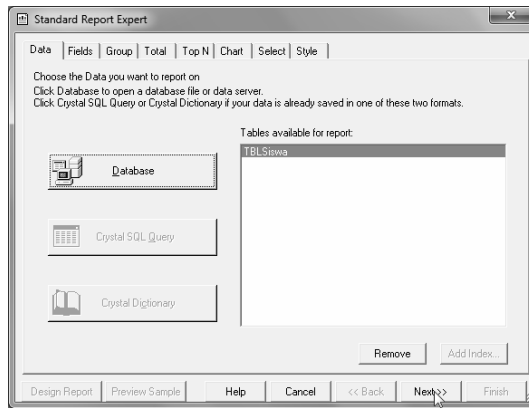 Standard Report Expert
Data Fields Group Total Top N Chart Select Style
Choose the Data you want to report on
Click Database to open a database file or data server.
Click Crystal SQL Query or Crystal Dictionary if your data is already saved in one of these two formats.
Tables available for report:
TBLSiswa
Database
Crystal SQL Query
Crystal Dictionary
Remove Add Index...
Design Report Preview Sample Help Cancel << Back Next >> Finish